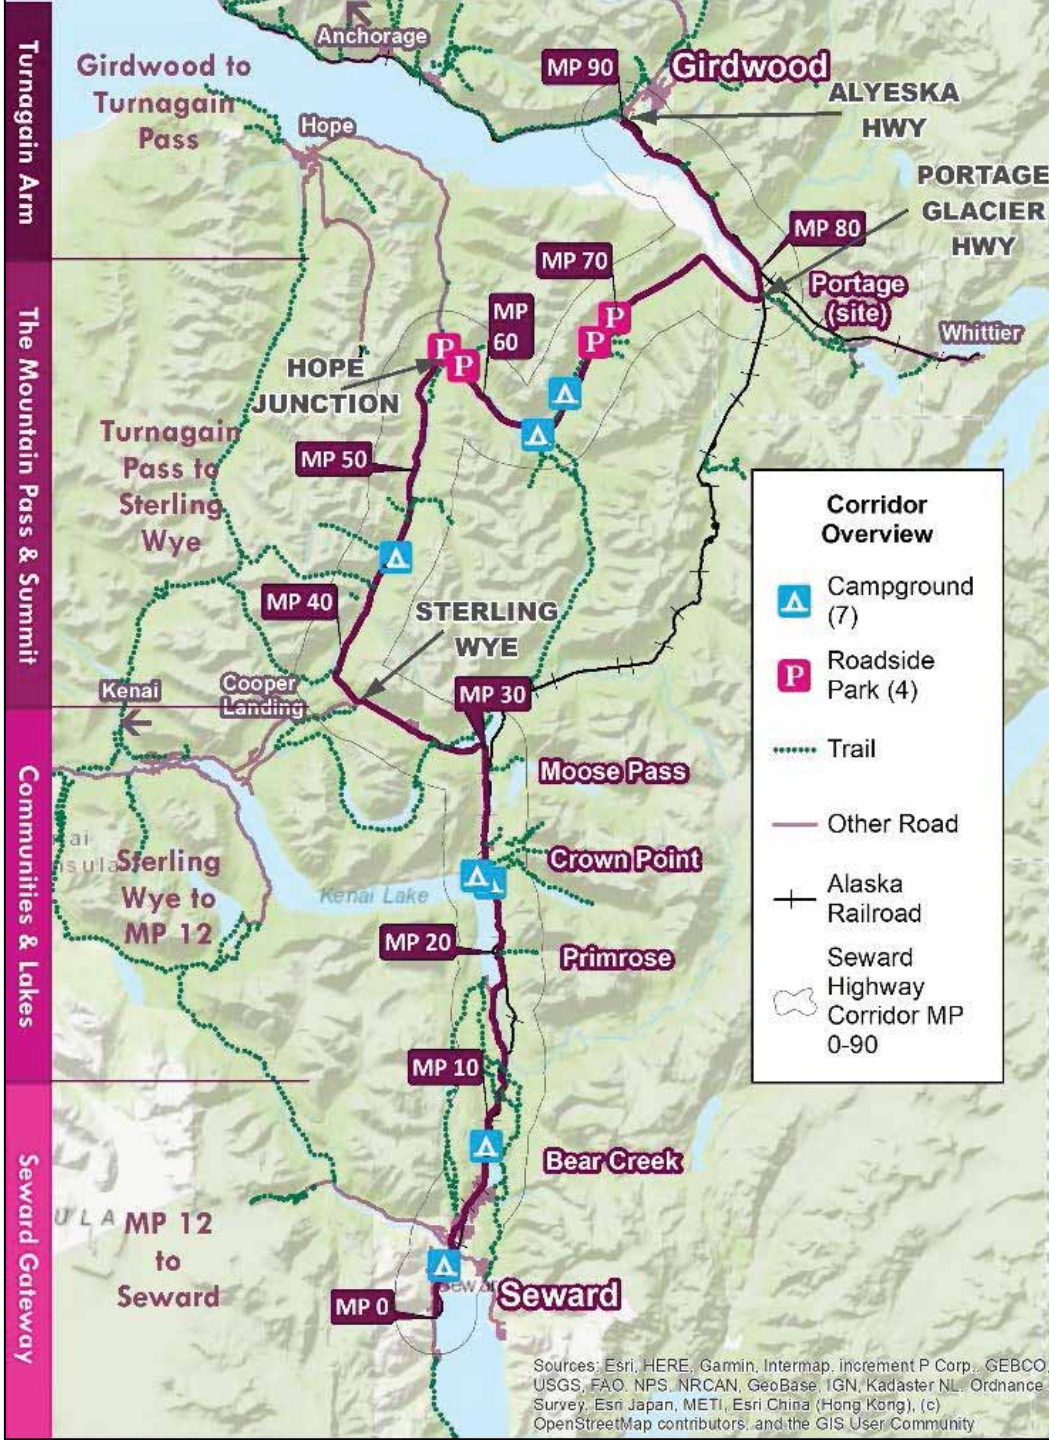 Turnagain Arm
The Mountain Pass & Summit
Communities & Lakes
Seward Gateway
Anchorage
Girdwood to
Turnagain
Pass
Hope
MP 90
Girdwood
ALYESKA
HWY
PORTAGE
GLACIER
HWY
MP 80
MP 70
Portage
(site)
Whittier
MP
60
P
P
P
P
HOPE
JUNCTION
Turnagain
Pass to
Sterling
Wye
MP 50
MP 40
STERLING
WYE
Kenai
Cooper
Landing
MP 30
Moose Pass
Crown Point
Sterling
Wye to
MP 12
Kenai Lake
MP 20
Primrose
MP 10
Bear Creek
ULA
MP 12
to
Seward
Seward
MP 0
Corridor
Overview
Campground
(7)
P
Roadside
Park (4)
Trail
Other Road
Alaska
Railroad
Seward
Highway
Corridor MP
0-90
Sources: Esri, HERE, Garmin, Intermap, increment P Corp., GEBCO,
USGS, FAO, NPS, NRCAN, GeoBase, IGN, Kadaster NL, Ordnance
Survey, Esri Japan, METI, Esri China (Hong Kong), (c)
OpenStreetMap contributors, and the GIS User Community